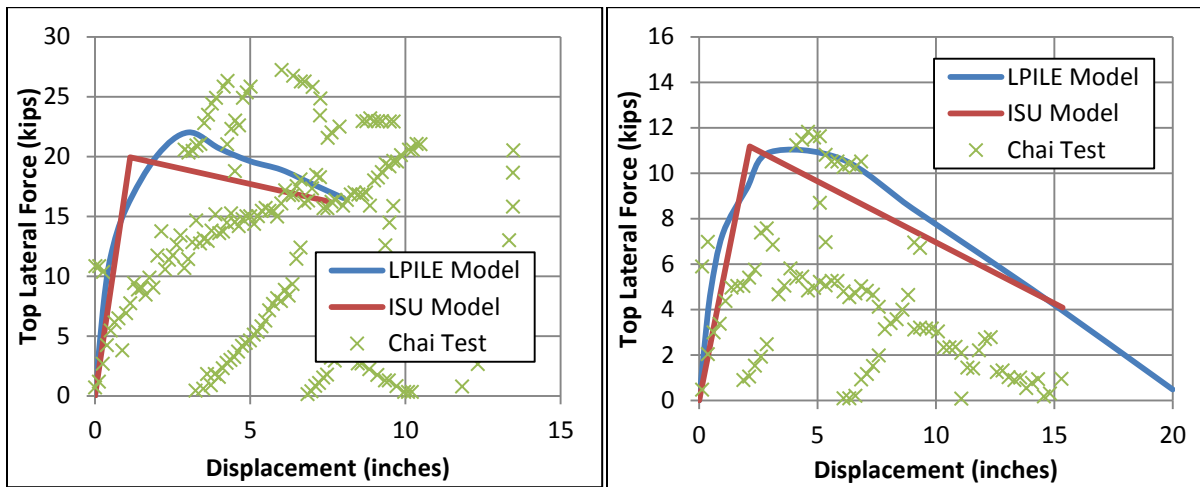 30
25
20
15
10
5
0
0 5 10 15
Top Lateral Force (kips)
Displacement (inches)
LPILE Model
ISU Model
Chai Test
16
14
12
10
8
6
4
2
0
0 5 10 15 20
Top Lateral Force (kips)
Displacement (inches)
LPILE Model
ISU Model
Chai Test